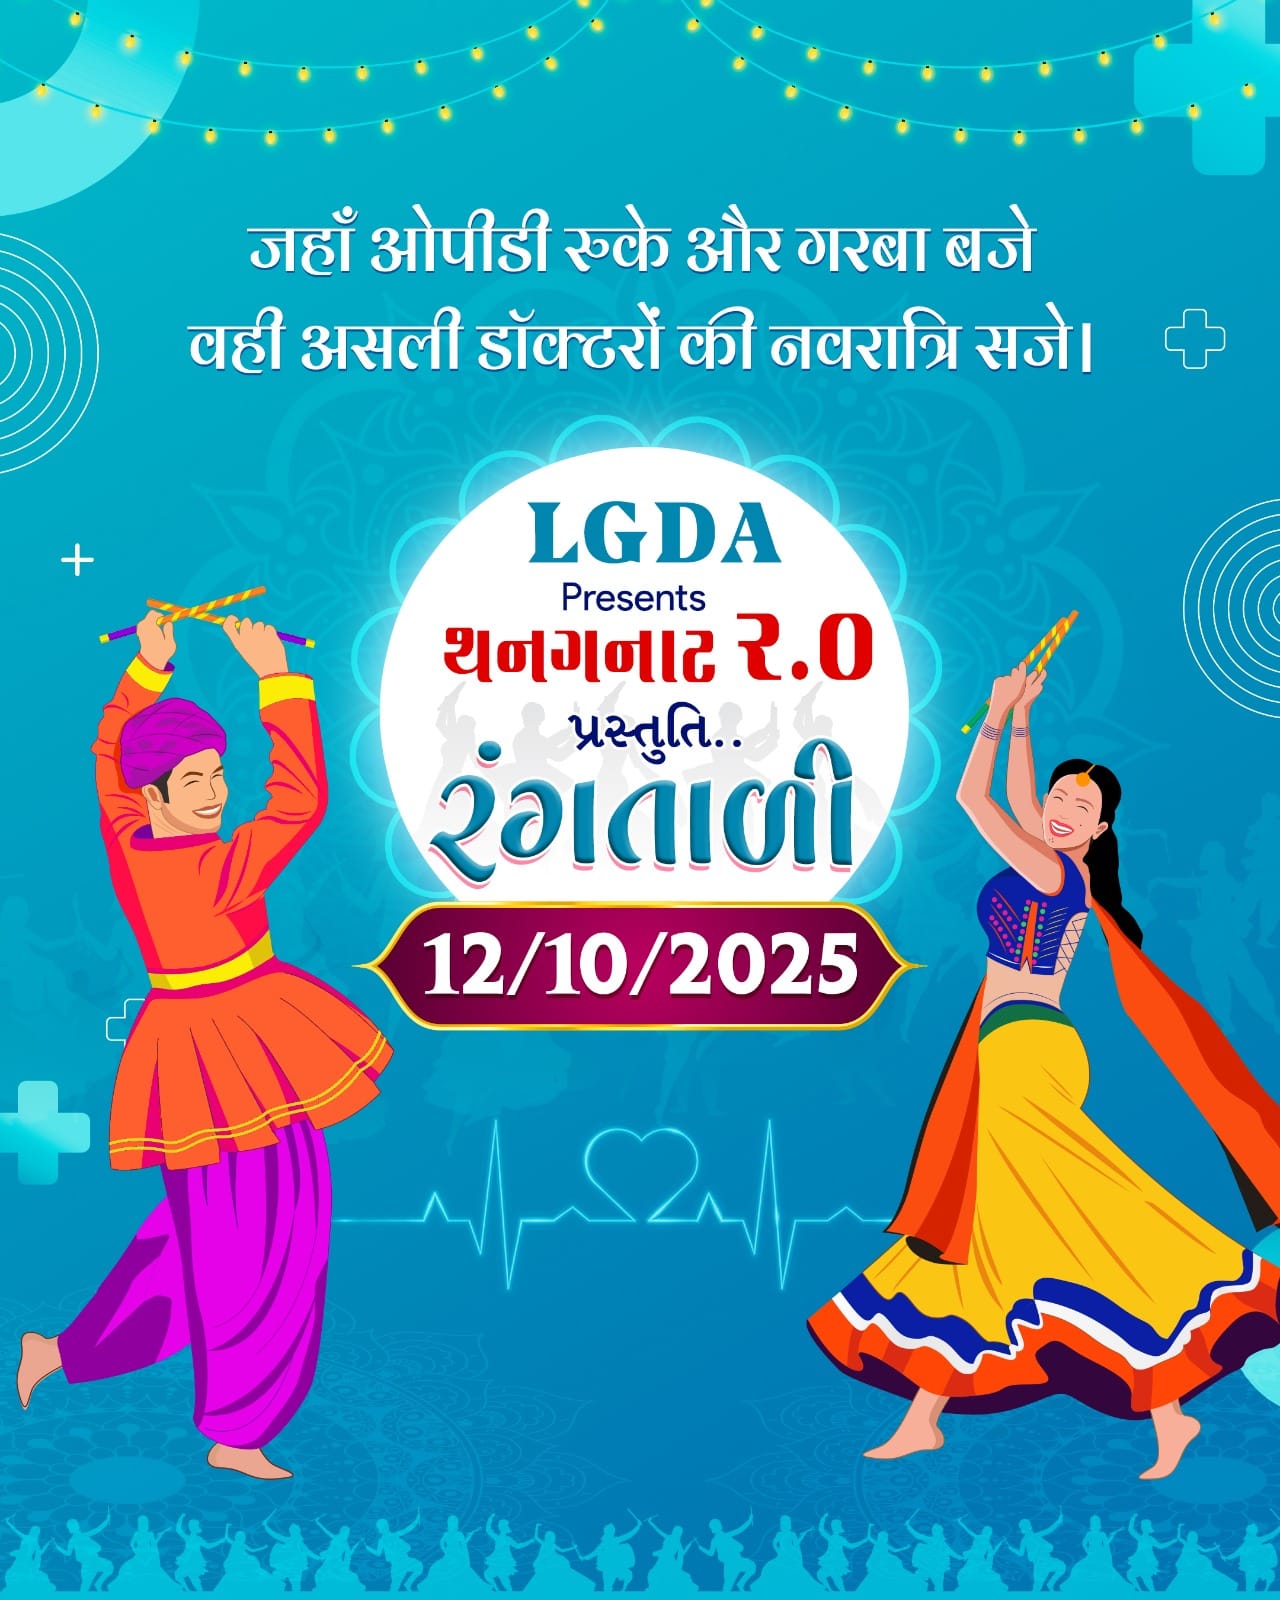 जहाँ ओपीडी रुके और गरबा बजे
वही असली डॉक्टरों की नवरात्रि सजे।
LGDA
Presents
થનગનાટ ૨.0
પ્રસ્તુતિ..
રંગતાળી
12/10/2025